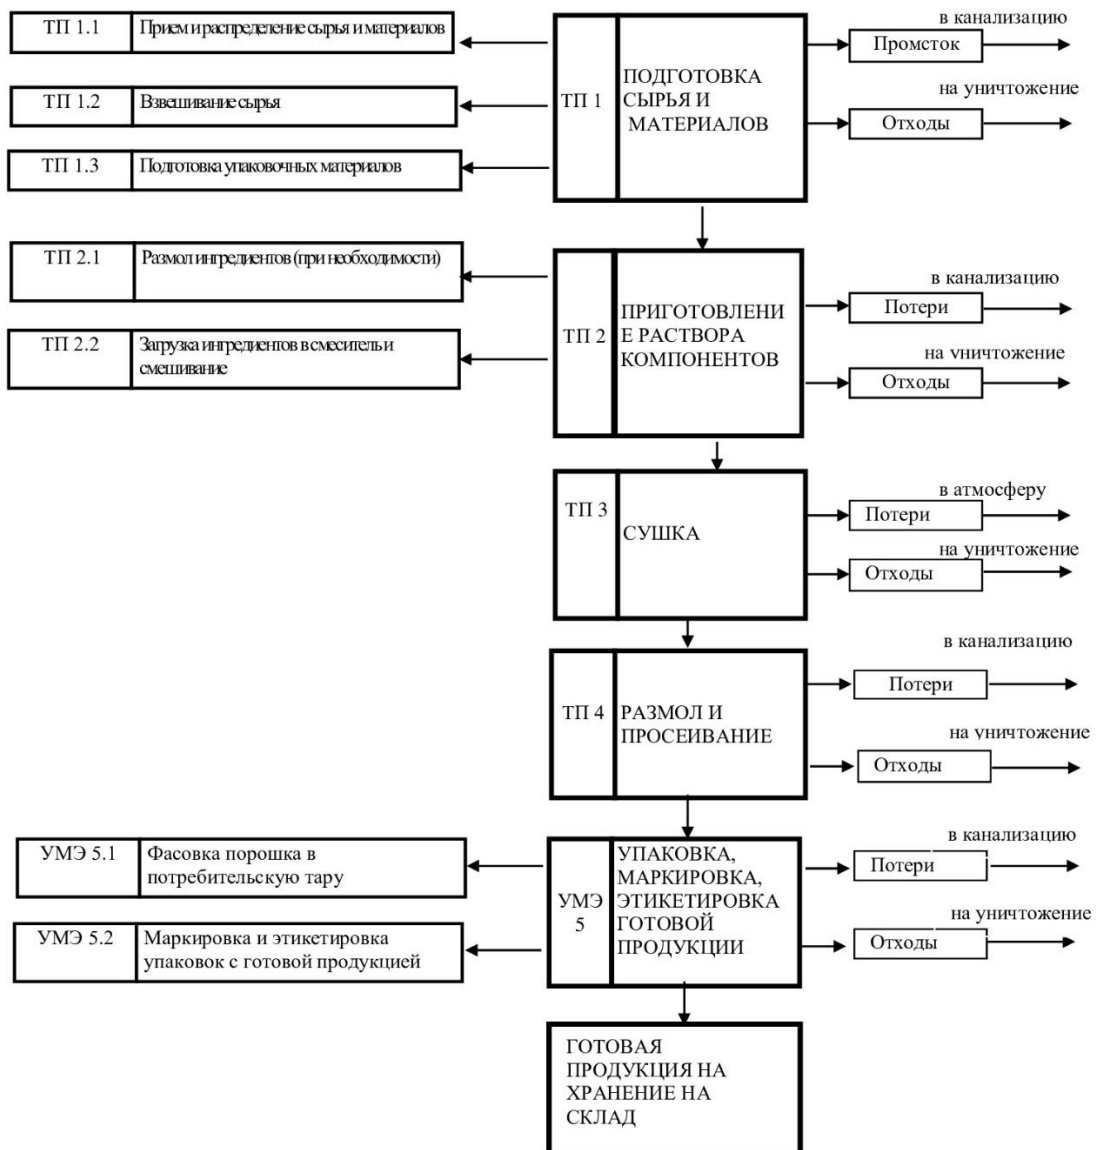 ТП 1.1
Прием и распределение сырья и материалов
ТП 1.2
Взвешивание сырья
ТП 1.3
Подготовка упаковочных материалов
ТП 1
ПОДГОТОВКА
СЫРЬЯ И
МАТЕРИАЛОВ
в канализацию
Промсток
на уничтожение
Отходы
ТП 2.1
Размол ингредиентов (при необходимости)
ТП 2.2
Загрузка ингредиентов в смеситель и
смешивание
ТП 2
ПРИГОТОВЛЕНИ
Е РАСТВОРА
КОМПОНЕНТОВ
в канализацию
Потери
на уничтожение
Отходы
ТП 3
СУШКА
в атмосферу
Потери
на уничтожение
Отходы
ТП 4
РАЗМОЛ И
ПРОСЕИВАНИЕ
в канализацию
Потери
на уничтожение
Отходы
УМЭ 5.1
Фасовка порошка в
потребительскую тару
УМЭ 5.2
Маркировка и этикетировка
упаковок с готовой продукцией
УМЭ
5
УПАКОВКА,
МАРКИРОВКА,
ЭТИКЕТИРОВКА
ГОТОВОЙ
ПРОДУКЦИИ
в канализацию
Потери
на уничтожение
Отходы
ГОТОВАЯ
ПРОДУКЦИЯ НА
ХРАНЕНИЕ НА
СКЛАД